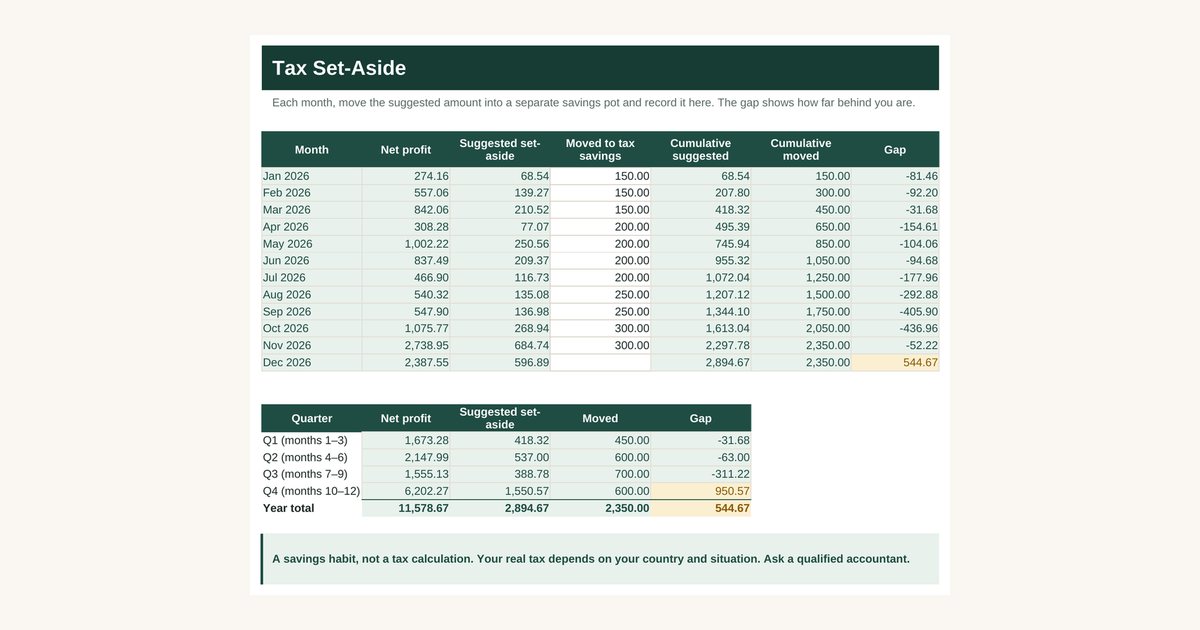 Tax Set-Aside
Each month, move the suggested amount into a separate savings pot and record it here. The gap shows how far behind you are.
Month Net profit Suggested set-aside Moved to tax savings Cumulative suggested Cumulative moved Gap
Jan 2026 274.16 68.54 150.00 68.54 150.00 -81.46
Feb 2026 557.06 139.27 150.00 207.80 300.00 -92.20
Mar 2026 842.06 210.52 150.00 418.32 450.00 -31.68
Apr 2026 308.28 77.07 200.00 495.39 650.00 -154.61
May 2026 1,002.22 250.56 200.00 745.94 850.00 -104.06
Jun 2026 837.49 209.37 200.00 955.32 1,050.00 -94.68
Jul 2026 466.90 116.73 200.00 1,072.04 1,250.00 -177.96
Aug 2026 540.32 135.08 250.00 1,207.12 1,500.00 -292.88
Sep 2026 547.90 136.98 250.00 1,344.10 1,750.00 -405.90
Oct 2026 1,075.77 268.94 300.00 1,613.04 2,050.00 -436.96
Nov 2026 2,738.95 684.74 300.00 2,297.78 2,350.00 -52.22
Dec 2026 2,387.55 596.89 2,894.67 2,350.00 544.67
Quarter Net profit Suggested set-aside Moved Gap
Q1 (months 1–3) 1,673.28 418.32 450.00 -31.68
Q2 (months 4–6) 2,147.99 537.00 600.00 -63.00
Q3 (months 7–9) 1,555.13 388.78 700.00 -311.22
Q4 (months 10–12) 6,202.27 1,550.57 600.00 950.57
Year total 11,578.67 2,894.67 2,350.00 544.67
A savings habit, not a tax calculation. Your real tax depends on your country and situation. Ask a qualified accountant.